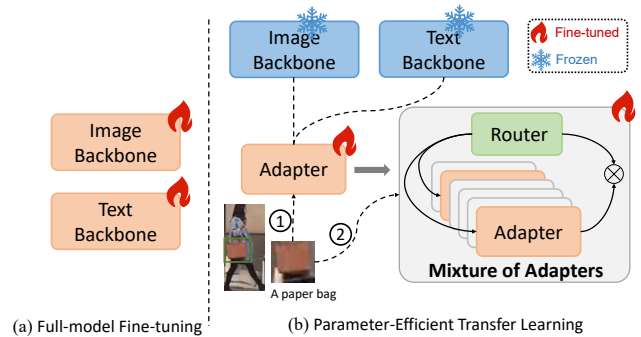 Image
Backbone
Text
Backbone
Fine-tuned
Frozen
Image
Backbone
Text
Backbone
Adapter
Router
Adapter
Mixture of Adapters
1
2
A paper bag
(a) Full-model Fine-tuning
(b) Parameter-Efficient Transfer Learning